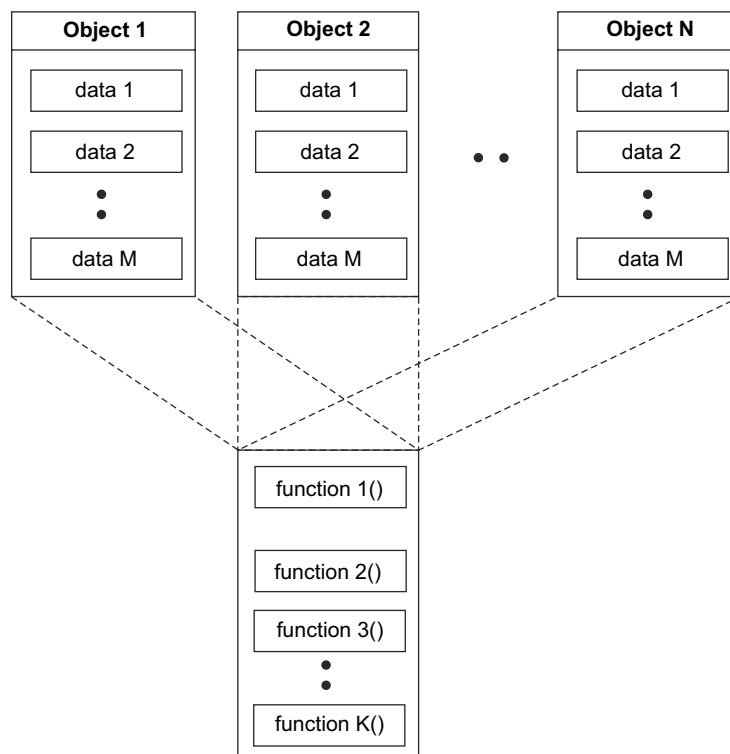 Object 1
data 1
data 2
data M
Object 2
data 1
data 2
data M
Object N
data 1
data 2
data M
function 1()
function 2()
function 3()
function K()